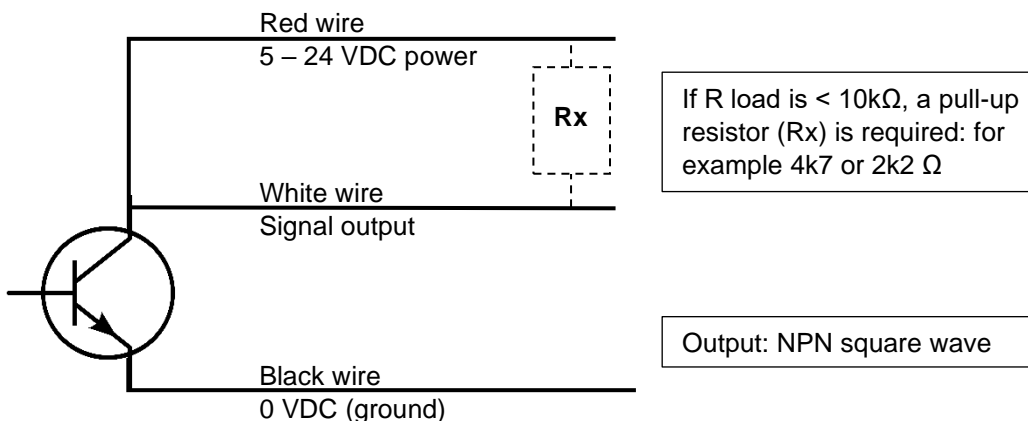 Red wire
5 – 24 VDC power
Rx
If R load is < 10kΩ, a pull-up
resistor (Rx) is required: for
example 4k7 or 2k2 Ω
White wire
Signal output
Output: NPN square wave
Black wire
0 VDC (ground)